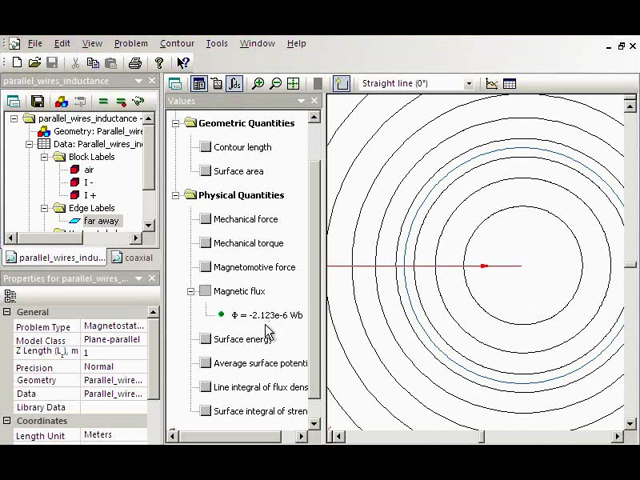 File Edit View Problem Contour Tools Window Help
parallel_wires_inductance
parallel_wires_inductance -
Geometry: Parallel_wire
Data: Parallel_wires_in
Block Labels
air
I -
I +
Edge Labels
far away
parallel_wires_indu... coaxial
Properties for parallel_wires_
General
Problem Type Magnetostat
Model Class Plane-parallel
Z Length (Lz), m 1
Precision Normal
Geometry Parallel_wire
Data Parallel_wire
Library Data
Coordinates
Length Unit Meters
Values
Geometric Quantities
Contour length
Surface area
Physical Quantities
Mechanical force
Mechanical torque
Magnetomotive force
Magnetic flux
Φ = -2.123e-6 Wb
Surface energy
Average surface potenti
Line integral of flux dens
Surface integral of stren
Straight line (0°)